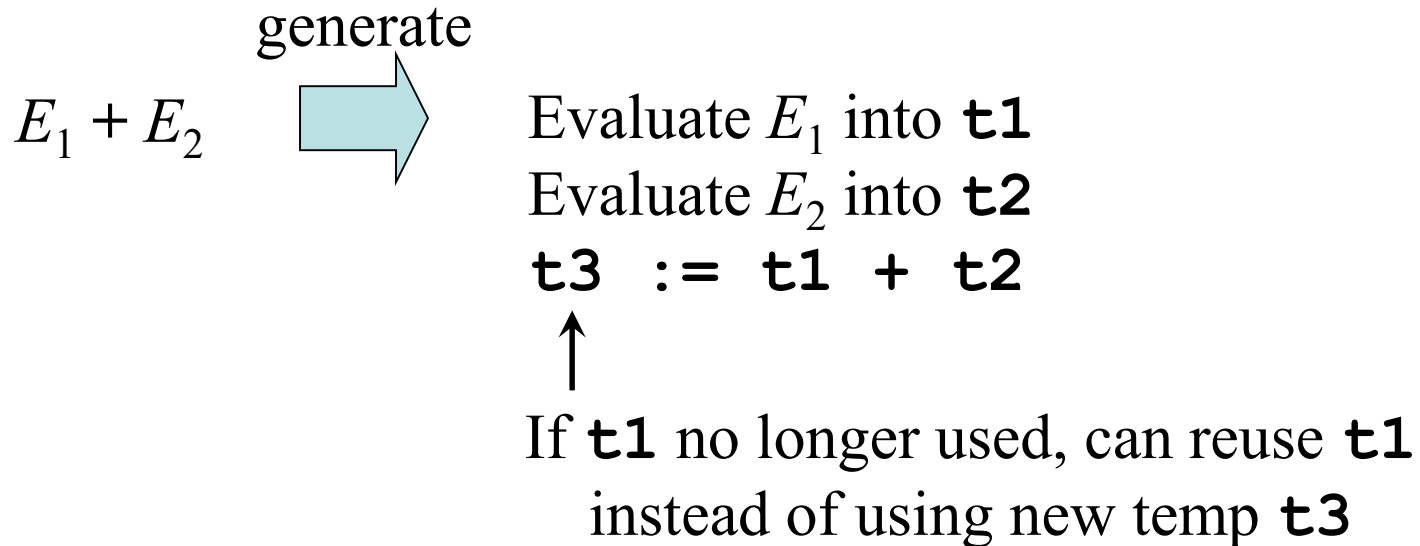 generate
E₁ + E₂
Evaluate E₁ into t1
Evaluate E₂ into t2
t3 := t1 + t2
If t1 no longer used, can reuse t1
instead of using new temp t3